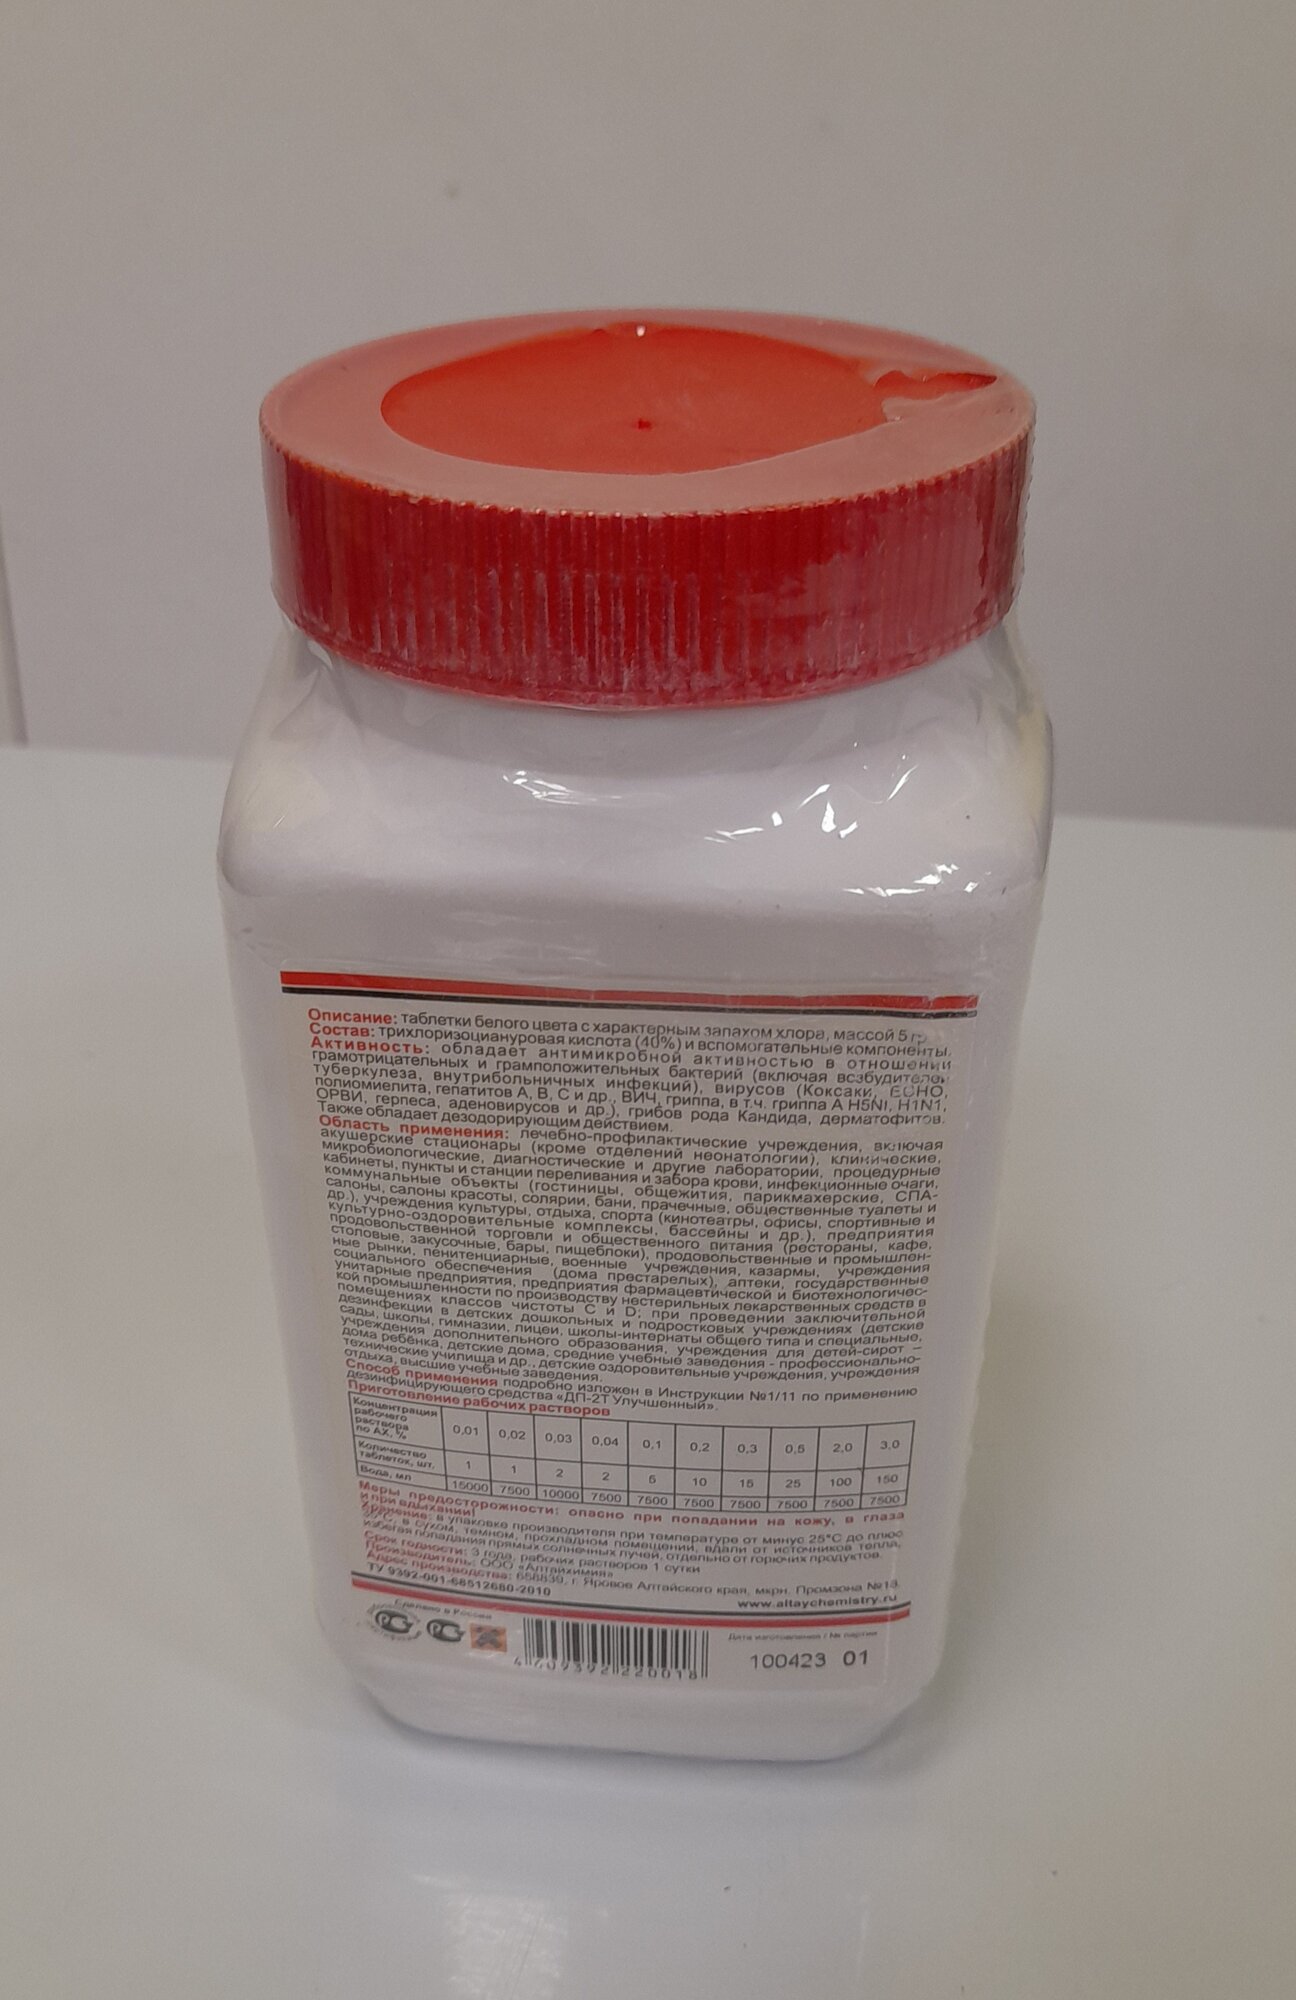 Описание: таблетки белого цвета с характерным запахом хлора, массой 5 гр
Состав: трихлоризоциануровая кислота (40%) и вспомогательные компоненты.
Активность: обладает антимикробной активностью в отношении
грамотрицательных и грамположительных бактерий (включая возбудителей
туберкулеза, внутрибольничных инфекций), вирусов (Коксаки, ECHO,
полиомиелита, гепатитов А, В, С и др., ВИЧ, гриппа, в т.ч. гриппа А H5NI, H1N1,
ОРВИ, герпеса, аденовирусов и др.), грибов рода Кандида, дерматофитов.
Также обладает дезодорирующим действием.
Область применения: лечебно-профилактические учреждения, включая
акушерские стационары (кроме отделений неонатологии), клинические,
микробиологические, диагностические и другие лаборатории, процедурные
кабинеты, пункты и станции переливания и забора крови, инфекционные очаги,
коммунальные объекты (гостиницы, общежития, парикмахерские, СПА-
салоны, салоны красоты, солярии, бани, прачечные, общественные туалеты и
др.), учреждения культуры, отдыха, спорта (кинотеатры, офисы, спортивные и
культурно-оздоровительные комплексы, бассейны и др.), предприятия
продовольственной торговли и общественного питания (рестораны, кафе,
столовые, закусочные, бары, пищеблоки), продовольственные и промышлен-
ные рынки, пенитенциарные, военные учреждения, казармы, учреждения
социального обеспечения (дома престарелых), аптеки, государственные
унитарные предприятия, предприятия фармацевтической и биотехнологичес-
кой промышленности по производству нестерильных лекарственных средств в
помещениях классов чистоты С и D; при проведении заключительной
дезинфекции в детских дошкольных и подростковых учреждениях (детские
сады, школы, гимназии, лицеи, школы-интернаты общего типа и специальные,
учреждения дополнительного образования, учреждения для детей-сирот –
дома ребёнка, детские дома, средние учебные заведения - профессионально-
технические училища и др., детские оздоровительные учреждения, учреждения
отдыха, высшие учебные заведения.
Способ применения подробно изложен в Инструкции №1/11 по применению
дезинфицирующего средства «ДП-2Т Улучшенный».
Приготовление рабочих растворов
Концентрация рабочего раствора по АХ, % 0,01 0,02 0,03 0,04 0,1 0,2 0,3 0,5 2,0 3,0
Количество таблеток, шт. 1 1 2 2 5 10 15 25 100 150
Вода, мл 15000 7500 10000 7500 7500 7500 7500 7500 7500 7500
Меры предосторожности: опасно при попадании на кожу, в глаза
и при вдыхании!
Хранение: в упаковке производителя при температуре от минус 25°С до плюс
в сухом, темном, прохладном помещении, вдали от источников тепла,
избегая попадания прямых солнечных лучей, отдельно от горючих продуктов.
Срок годности: 3 года, рабочих растворов 1 сутки
Производитель: ООО «Алтайхимия»
Адрес производства: 658839, г. Яровое Алтайского края, мкрн. Промзона №13.
ТУ 9392-001-68512680-2010
www.altaychemistry.ru
Сделано в России
Дата изготовления / № партии
100423 01